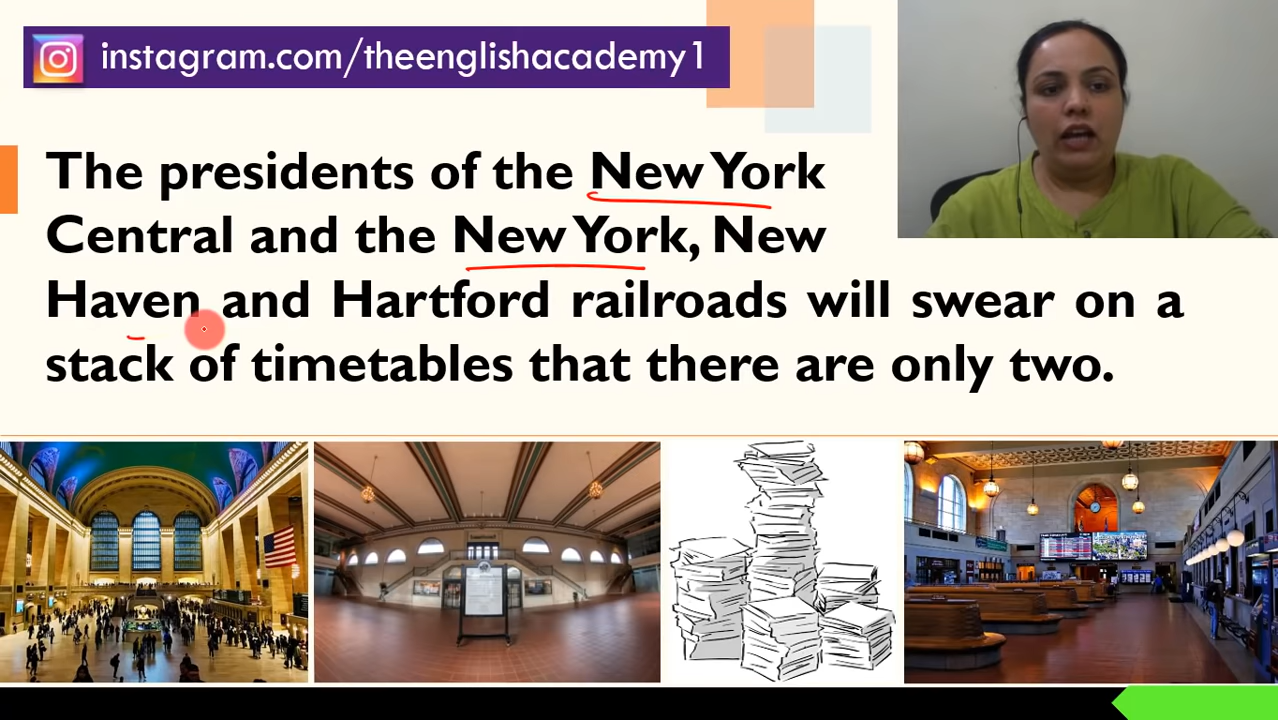 instagram.com/theenglishacademy1
The presidents of the New York
Central and the New York, New
Haven and Hartford railroads will swear on a
stack of timetables that there are only two.